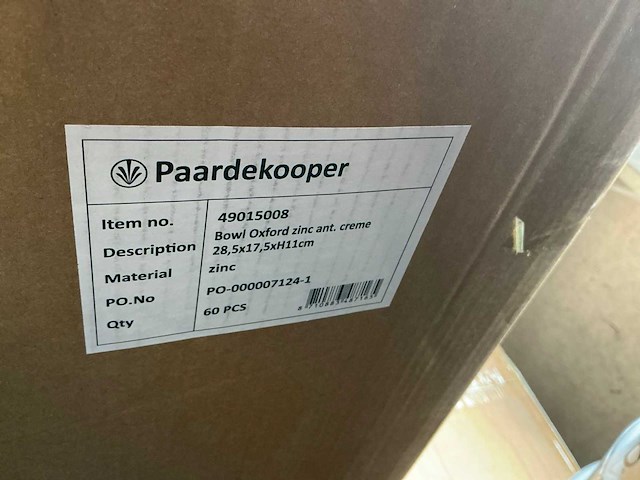 Paardekooper
Item no. 49015008
Description Bowl Oxford zinc ant. creme
28,5x17,5xH11cm
Material zinc
PO.No PO-000007124-1
Qty 60 PCS